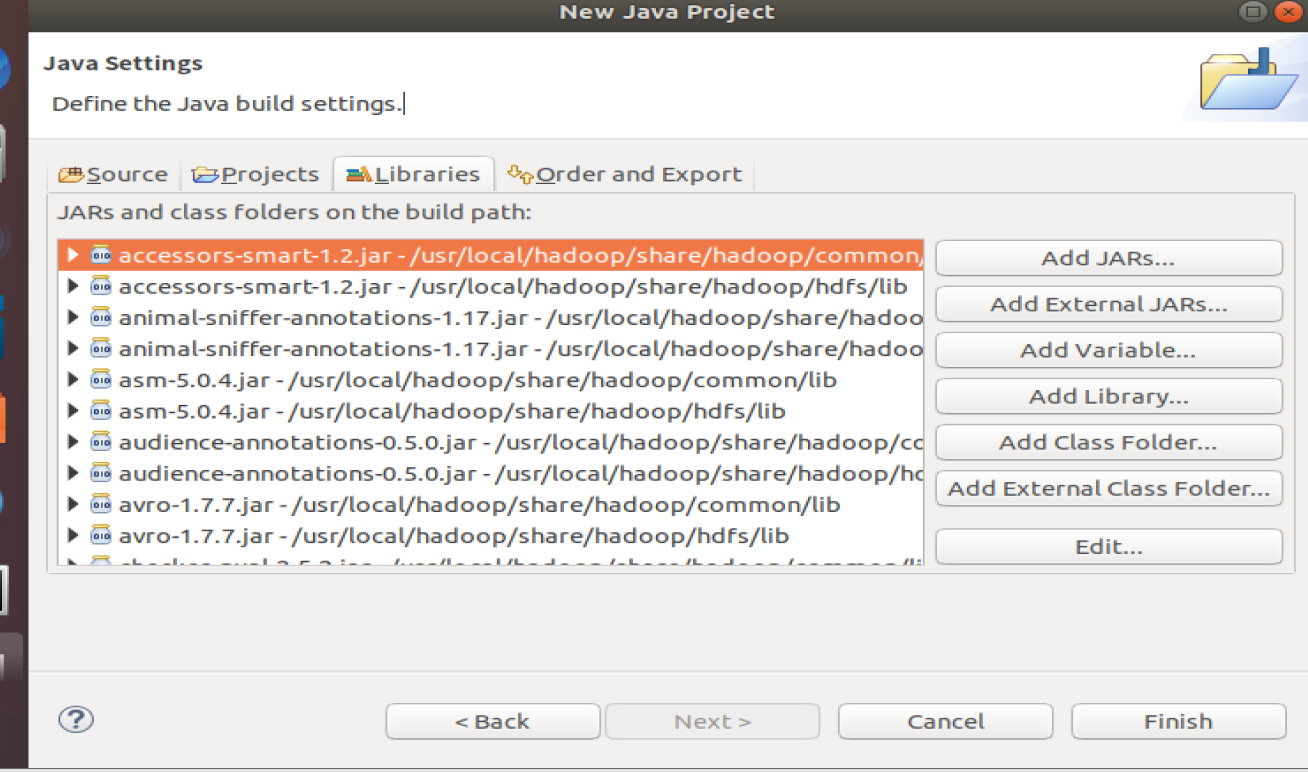 New Java Project
Java Settings
Define the Java build settings.
Source Projects Libraries Order and Export
JARs and class folders on the build path:
accessors-smart-1.2.jar - /usr/local/hadoop/share/hadoop/common/
accessors-smart-1.2.jar - /usr/local/hadoop/share/hadoop/hdfs/lib
animal-sniffer-annotations-1.17.jar - /usr/local/hadoop/share/hadoo
animal-sniffer-annotations-1.17.jar - /usr/local/hadoop/share/hadoo
asm-5.0.4.jar - /usr/local/hadoop/share/hadoop/common/lib
asm-5.0.4.jar - /usr/local/hadoop/share/hadoop/hdfs/lib
audience-annotations-0.5.0.jar - /usr/local/hadoop/share/hadoop/co
audience-annotations-0.5.0.jar - /usr/local/hadoop/share/hadoop/hd
avro-1.7.7.jar - /usr/local/hadoop/share/hadoop/common/lib
avro-1.7.7.jar - /usr/local/hadoop/share/hadoop/hdfs/lib
Add JARs...
Add External JARs...
Add Variable...
Add Library...
Add Class Folder...
Add External Class Folder...
Edit...
< Back
Next >
Cancel
Finish